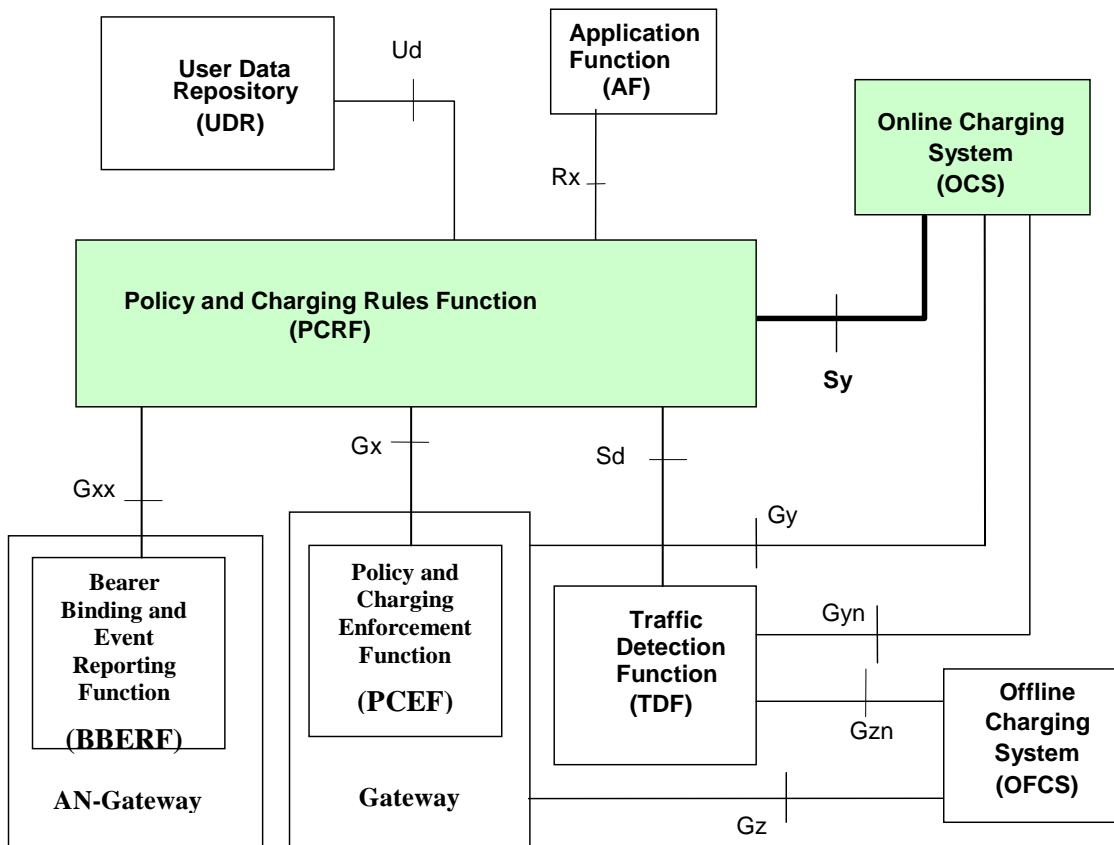 User Data
Repository
(UDR)
Ud
Application
Function
(AF)
Rx
Online Charging
System
(OCS)
Policy and Charging Rules Function
(PCRF)
Sy
Gxx
Gx
Sd
Gy
Bearer
Binding and
Event
Reporting
Function
(BBERF)
AN-Gateway
Policy and
Charging
Enforcement
Function
(PCEF)
Gateway
Traffic
Detection
Function
(TDF)
Gyn
Gzn
Gz
Offline
Charging
System
(OFCS)